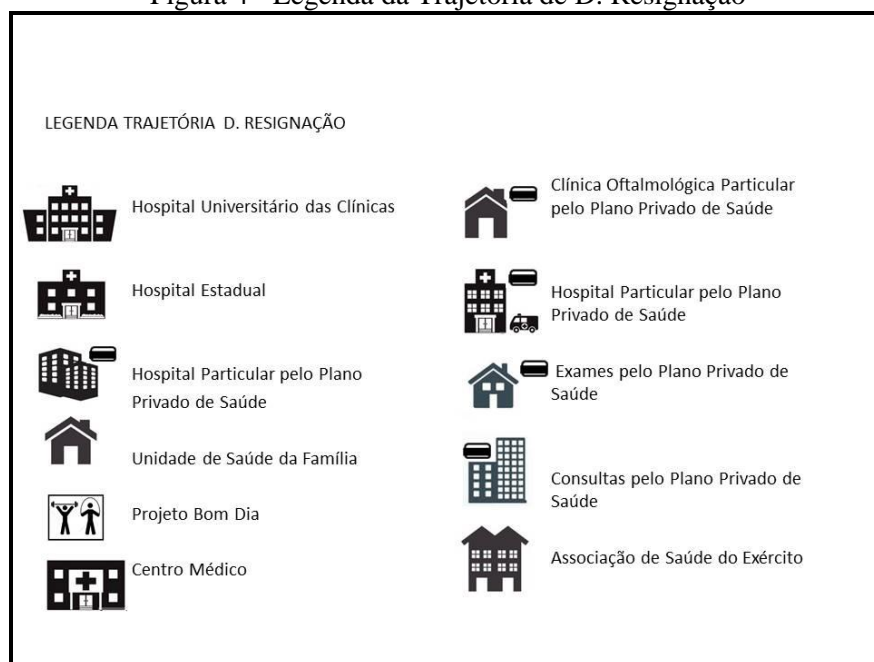 Figura 4 - Legenda da Trajetória de D. Resignação
LEGENDA TRAJETÓRIA D. RESIGNAÇÃO
Hospital Universitário das Clínicas
Hospital Estadual
Hospital Particular pelo Plano
Privado de Saúde
Unidade de Saúde da Família
Projeto Bom Dia
Centro Médico
Clínica Oftalmológica Particular
pelo Plano Privado de Saúde
Hospital Particular pelo Plano
Privado de Saúde
Exames pelo Plano Privado de
Saúde
Consultas pelo Plano Privado de
Saúde
Associação de Saúde do Exército